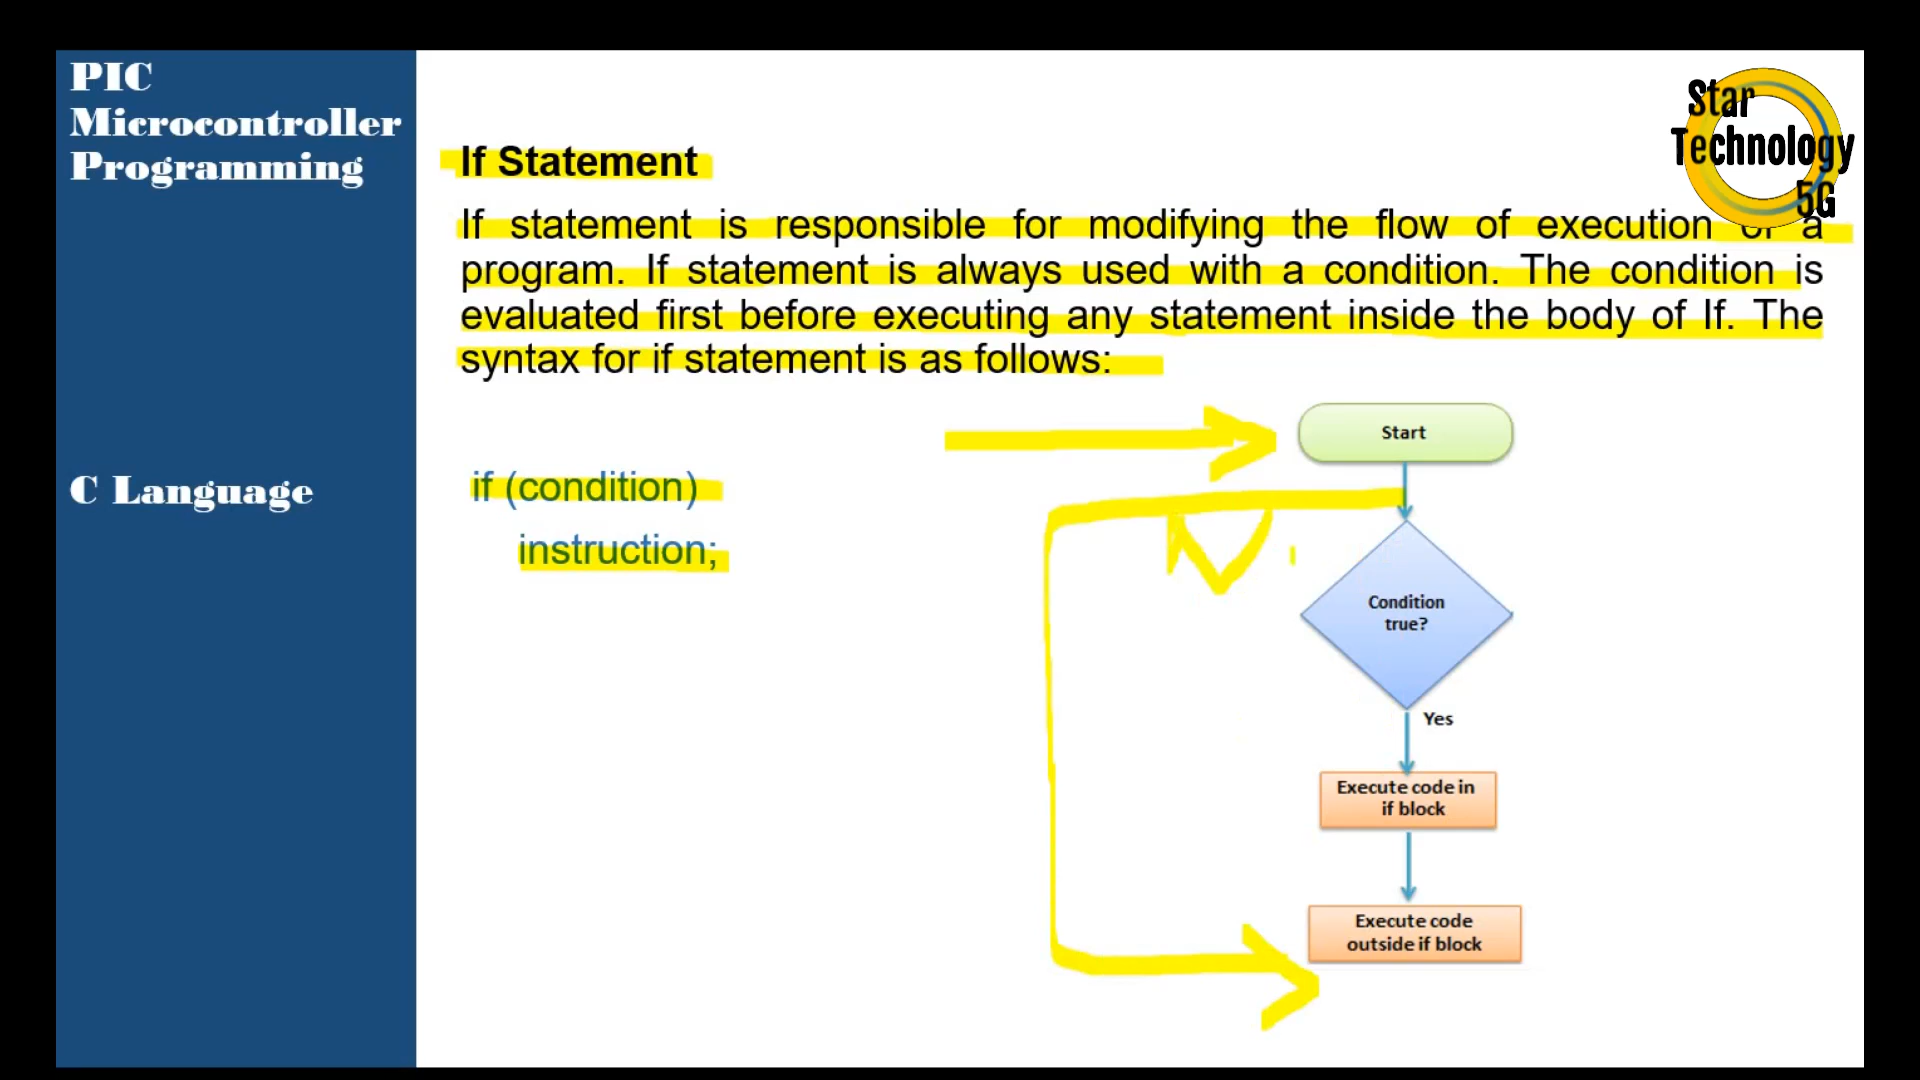 PIC
Microcontroller
Programming
C Language
Star
Technology
5G
If Statement
If statement is responsible for modifying the flow of execution of a
program. If statement is always used with a condition. The condition is
evaluated first before executing any statement inside the body of If. The
syntax for if statement is as follows:
if (condition)
instruction;
Start
Condition
true?
Yes
Execute code in
if block
Execute code
outside if block